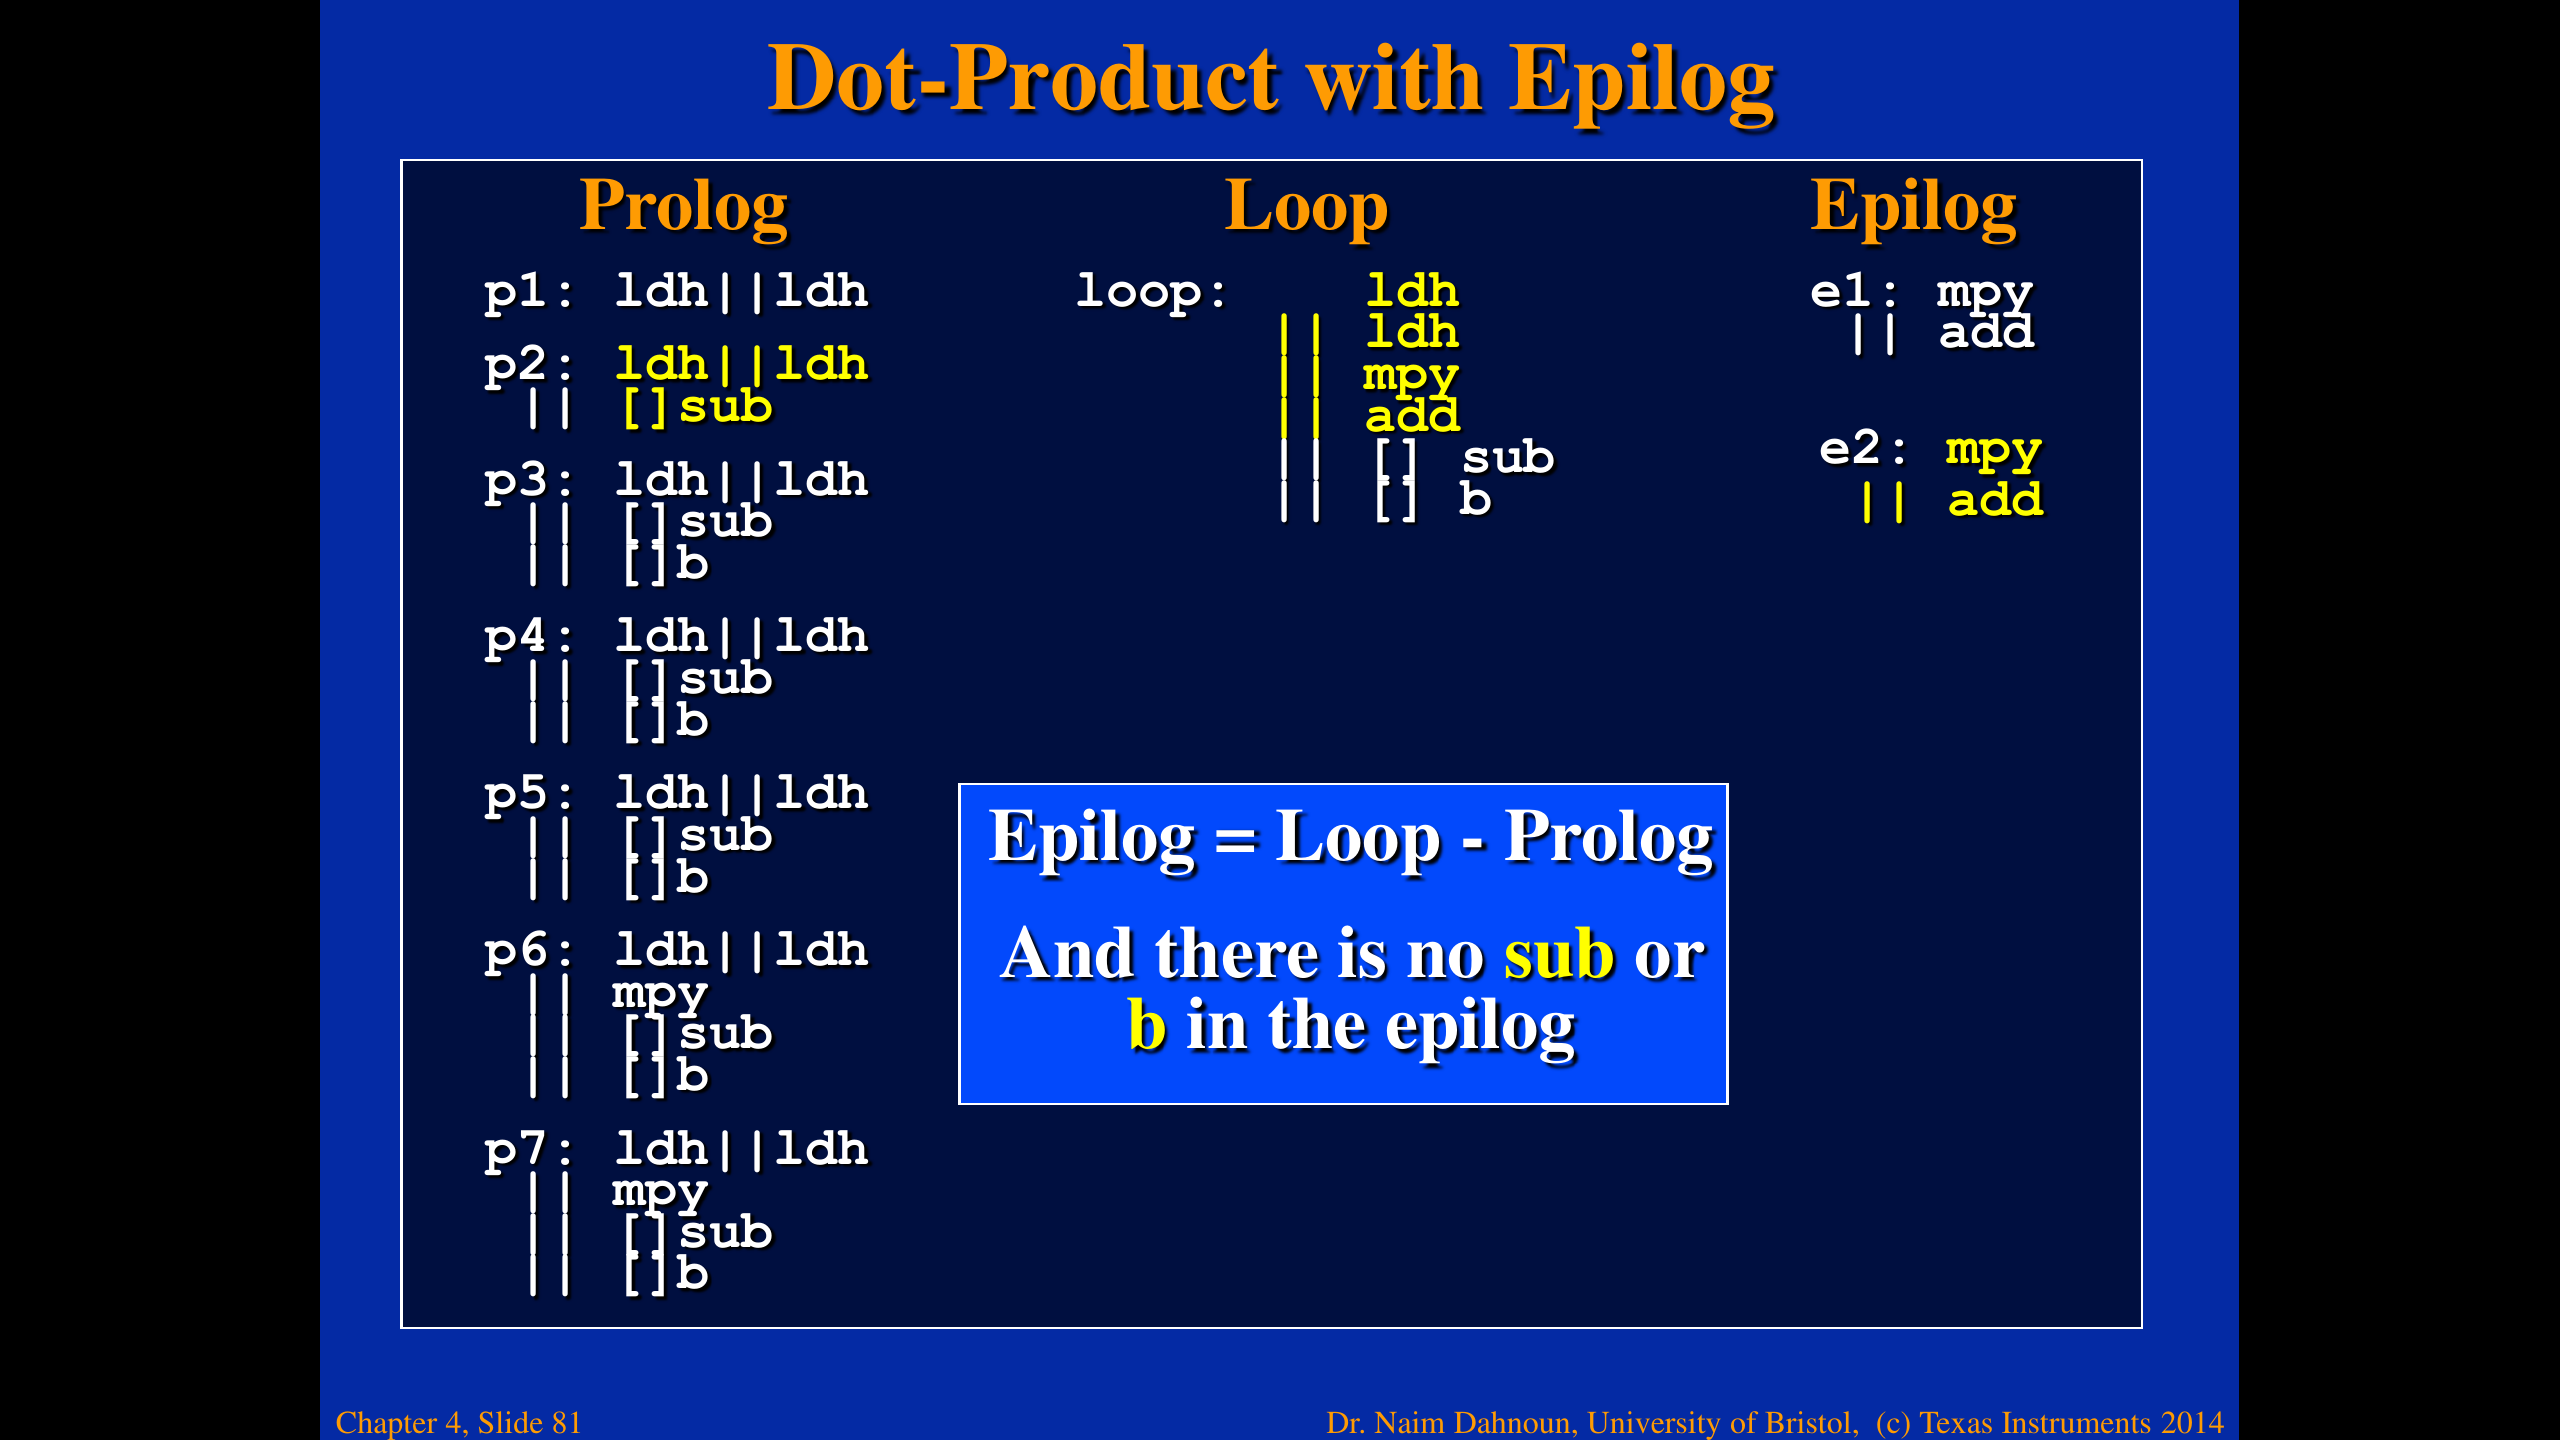 Dot-Product with Epilog
Prolog
p1: ldh||ldh
p2: ldh||ldh
|| []sub
p3: ldh||ldh
|| []sub
|| []b
p4: ldh||ldh
|| []sub
|| []b
p5: ldh||ldh
|| []sub
|| []b
p6: ldh||ldh
|| mpy
|| []sub
|| []b
p7: ldh||ldh
|| mpy
|| []sub
|| []b
Loop
loop: ldh
|| ldh
|| mpy
|| add
|| [] sub
|| [] b
Epilog
e1: mpy
|| add
e2: mpy
|| add
Epilog = Loop - Prolog
And there is no sub or
b in the epilog
Chapter 4, Slide 81
Dr. Naim Dahnoun, University of Bristol, (c) Texas Instruments 2014